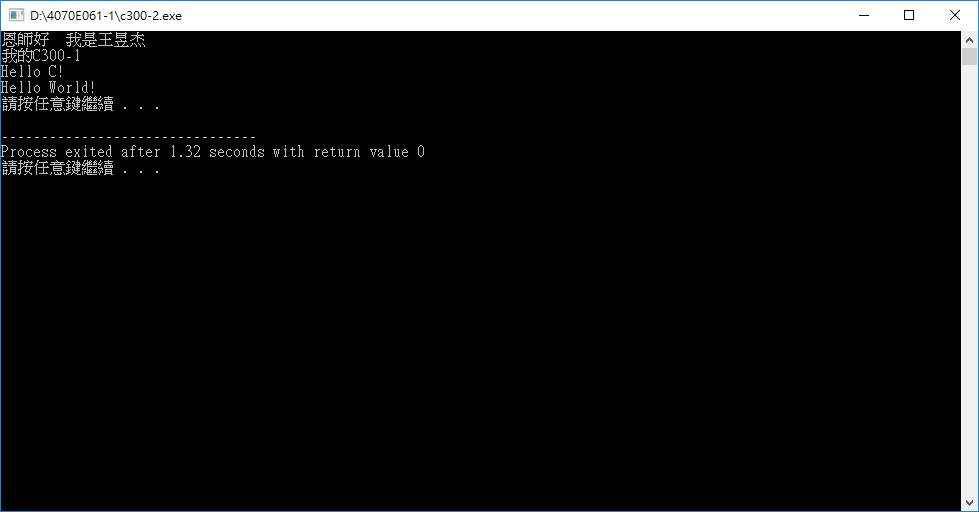 D:\4070E061-1\c300-2.exe
恩師好　我是王昱杰
我的C300-1
Hello C!
Hello World!
請按任意鍵繼續 . . .
--------------------------------
Process exited after 1.32 seconds with return value 0
請按任意鍵繼續 . . .